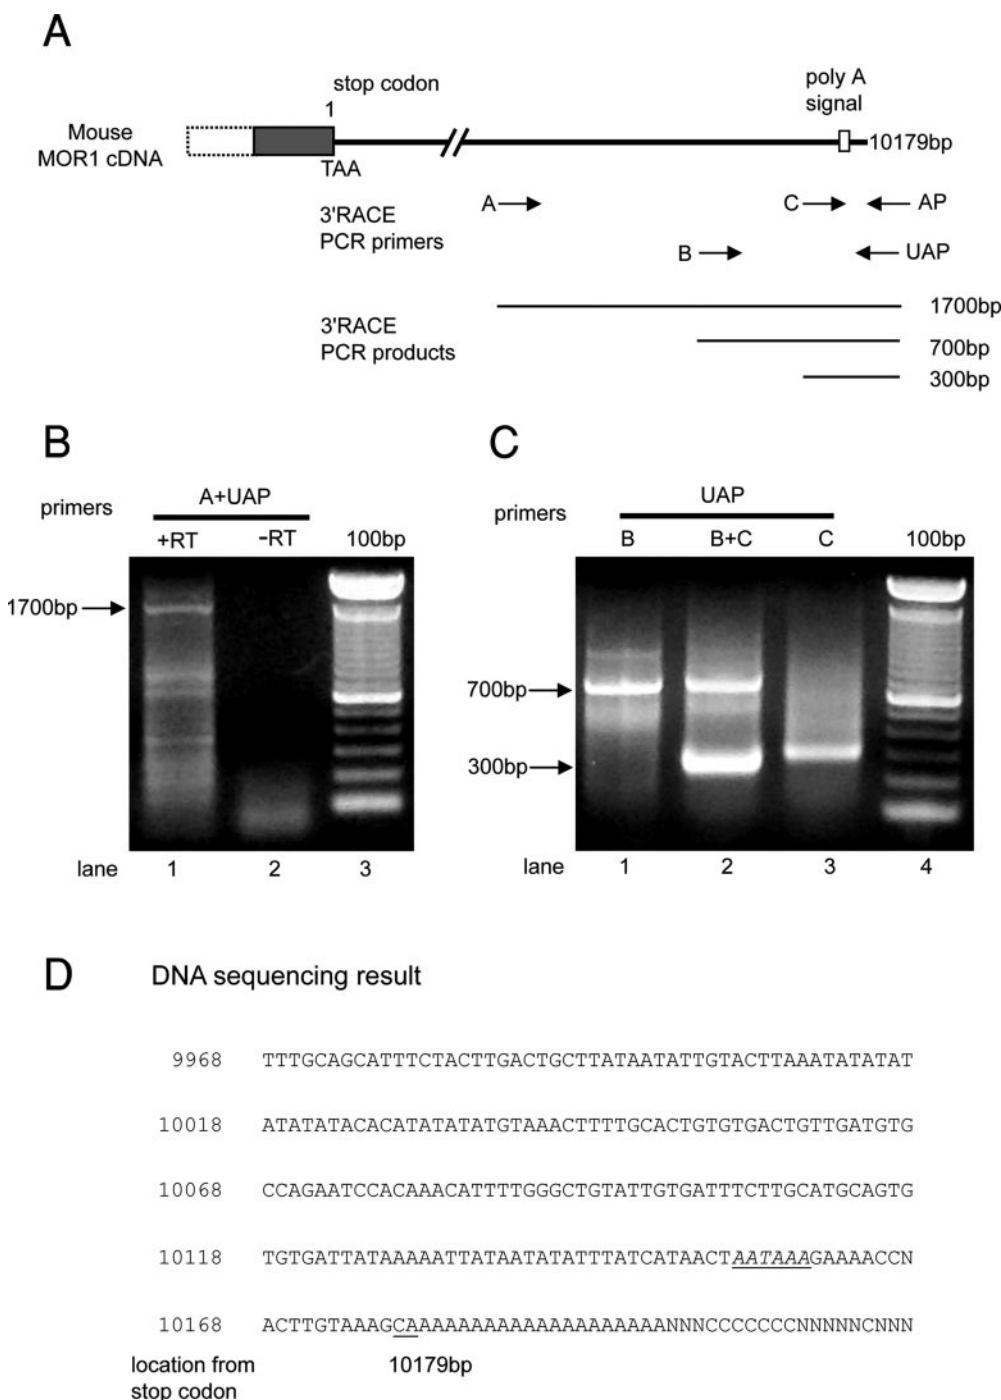 A
stop codon
poly A
signal
1
Mouse
MOR1 cDNA
TAA
10179bp
3'RACE
PCR primers
A
C
AP
B
UAP
3'RACE
PCR products
1700bp
700bp
300bp
B
primers
A+UAP
+RT
-RT
100bp
1700bp
lane
1
2
3
C
primers
UAP
B
B+C
C
100bp
700bp
300bp
1
2
3
4
D
DNA sequencing result
9968 TTTGCAGCATTTCTACTTGACTGCTTATAATATTGTACTTAAATATATAT
10018 ATATATACACATATATATGTAAACTTTTGCACTGTGTGACTGTTGATGTG
10068 CCAGAATCCACAAACATTTTGGGCTGTATTGTGATTTCTTGCATGCAGTG
10118 TGTGATTATAAAAATTATAATATATTTATCATAACTAATAAAGAAAACCN
10168 ACTTGTAAAGCAAAAAAAAAAAAAAAAAAAANNNCCCCCCCNNNNNCNNN
location from
stop codon
10179bp